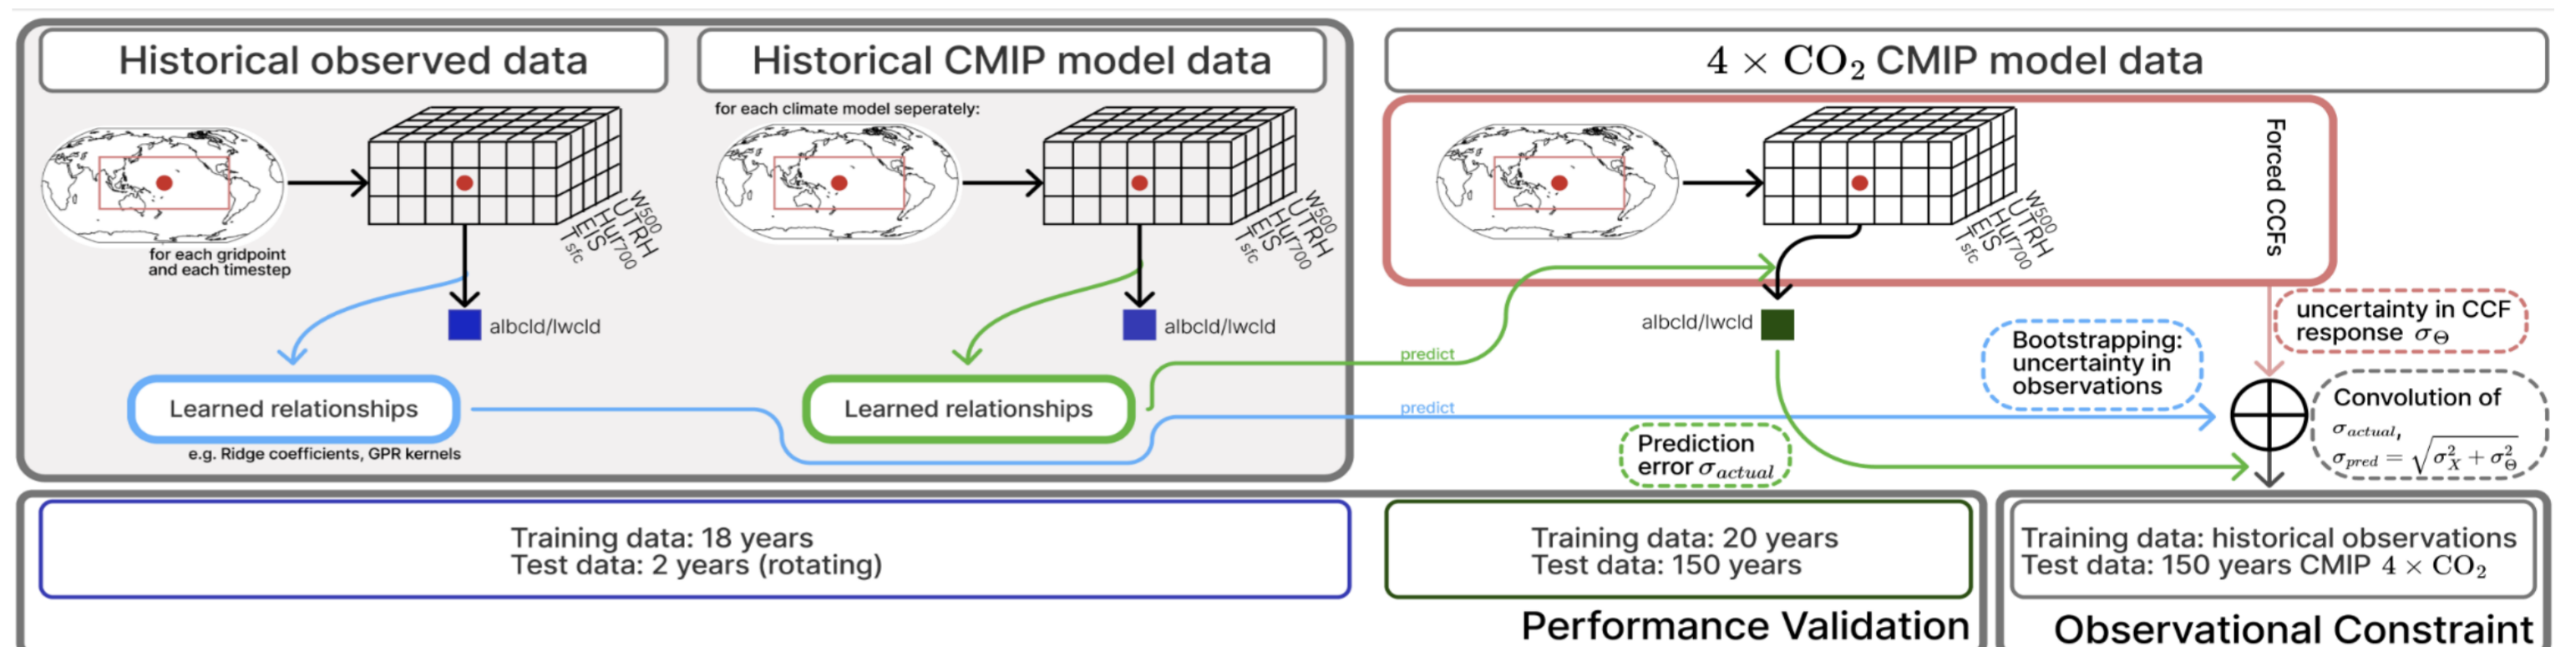 Historical observed data
Historical CMIP model data
4 × CO₂ CMIP model data
for each gridpoint
and each timestep
W500
UTRH
Hur700
EIS
Tsfc
albcld/lwcld
Learned relationships
e.g. Ridge coefficients, GPR kernels
for each climate model seperately:
W500
UTRH
Hur700
EIS
Tsfc
albcld/lwcld
Learned relationships
predict
predict
W500
UTRH
Hur700
EIS
Tsfc
Forced CCFs
albcld/lwcld
Prediction
error σactual
Bootstrapping:
uncertainty in
observations
uncertainty in CCF
response σΘ
Convolution of
σactual,
σpred = √(σ²X + σ²Θ)
Training data: 18 years
Test data: 2 years (rotating)
Training data: 20 years
Test data: 150 years
Performance Validation
Training data: historical observations
Test data: 150 years CMIP 4 × CO₂
Observational Constraint